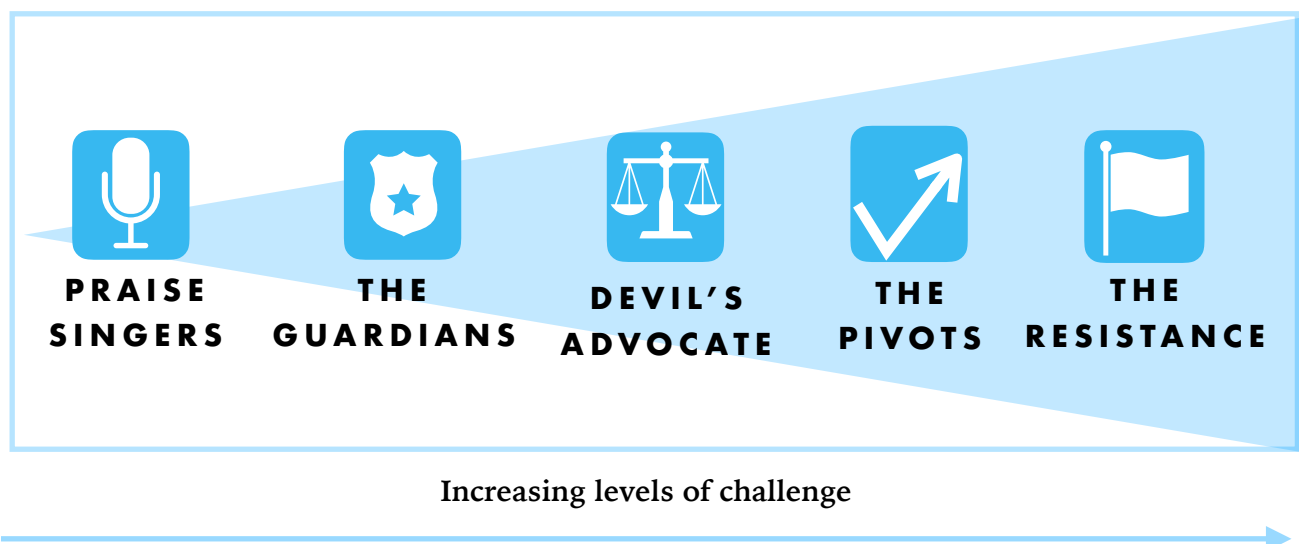 PRAISE
SINGERS
THE
GUARDIANS
DEVIL'S
ADVOCATE
THE
PIVOTS
THE
RESISTANCE
Increasing levels of challenge